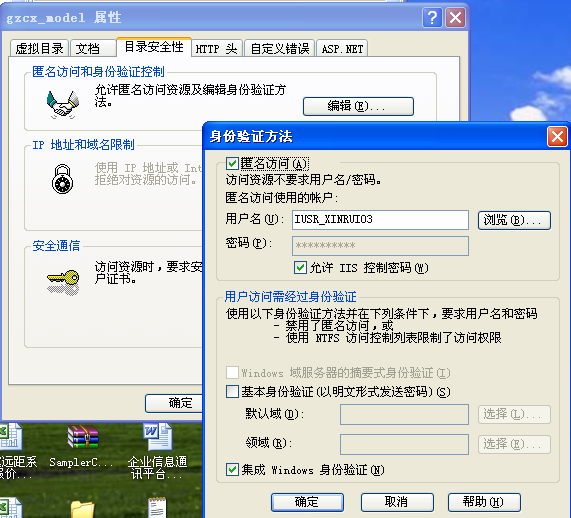 gzcx_model 属性
虚拟目录 文档 目录安全性 HTTP 头 自定义错误 ASP.NET
匿名访问和身份验证控制
允许匿名访问资源及编辑身份验证方
法。
编辑(E)...
IP 地址和域名限制
使用 IP 地址或 Int
拒绝对资源的访问。
安全通信
访问资源时，要求安
户证书。
确定
身份验证方法
匿名访问(A)
访问资源不要求用户名/密码。
匿名访问使用的帐户:
用户名(U): IUSR_XINRUIO3 浏览(B)...
密码(P): **********
允许 IIS 控制密码(W)
用户访问需经过身份验证
使用以下身份验证方法并在下列条件下，要求用户名和密码
- 禁用了匿名访问，或
- 使用 NTFS 访问控制列表限制了访问权限
Windows 域服务器的摘要式身份验证(I)
基本身份验证(以明文形式发送密码)(S)
默认域(D): 选择(L)...
领域(R): 选择(E)...
集成 Windows 身份验证(N)
确定 取消 帮助(H)
远距系
价...
SamplerC...
企业信息通
讯平台...